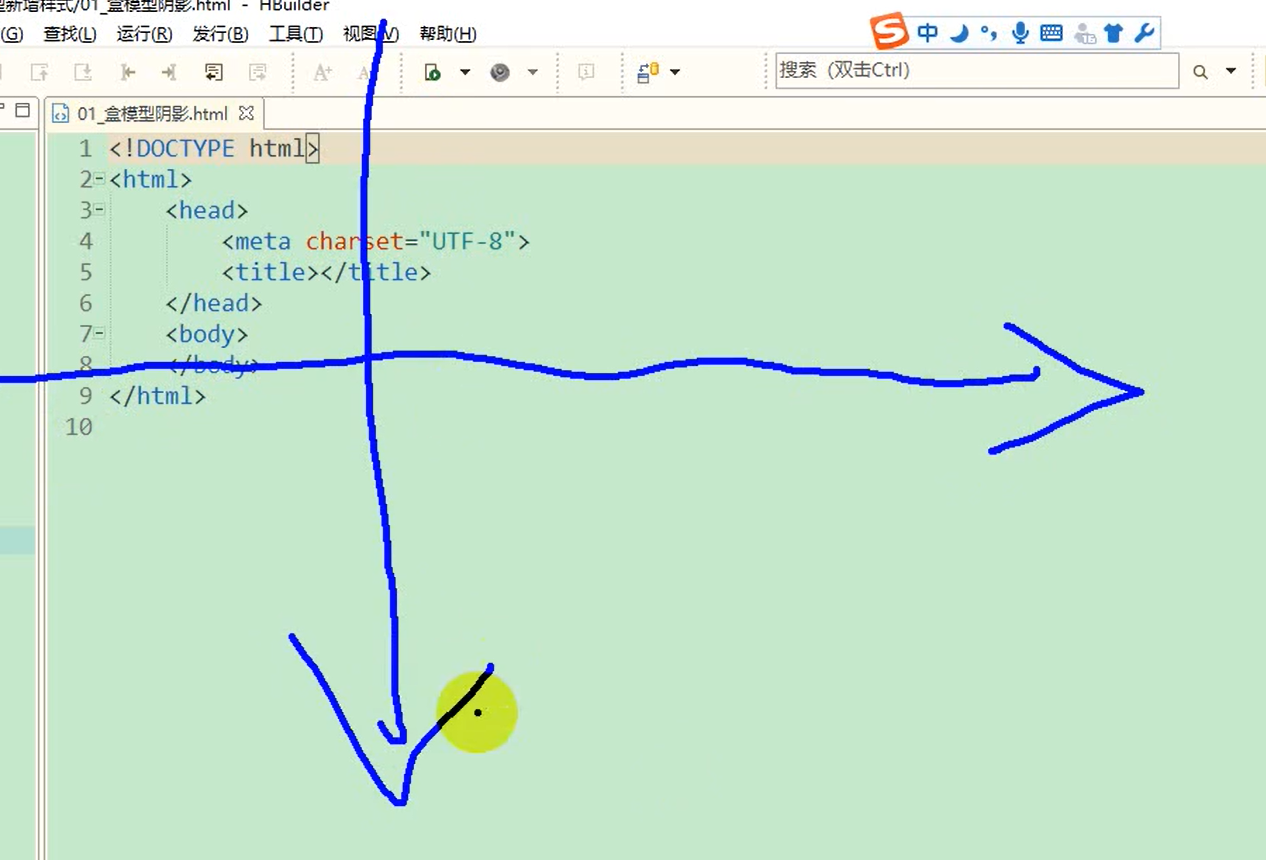 型新增样式/01_盒模型阴影.html - HBuilder
(G) 查找(L) 运行(R) 发行(B) 工具(T) 视图(V) 帮助(H)
中
搜索 (双击Ctrl)
01_盒模型阴影.html
1 <!DOCTYPE html>
2 <html>
3 <head>
4 <meta charset="UTF-8">
5 <title></title>
6 </head>
7 <body>
8 </body>
9 </html>
10